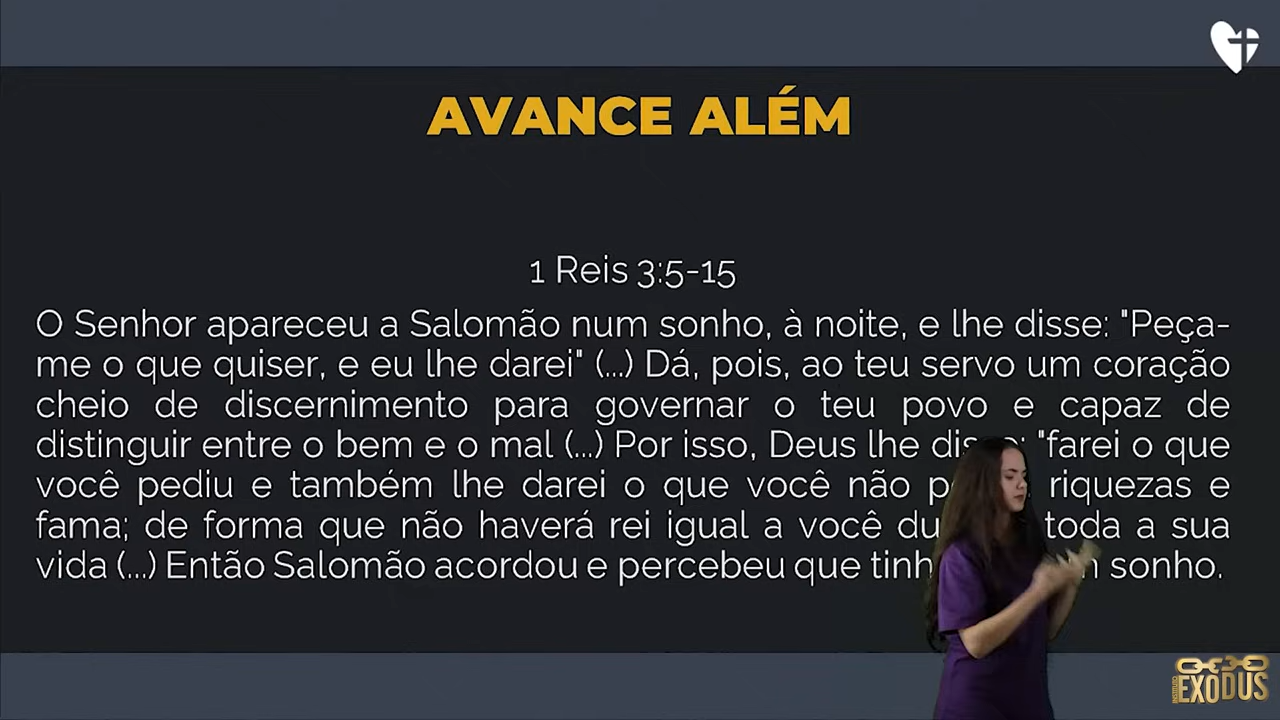 AVANCE ALÉM
1 Reis 3:5-15
O Senhor apareceu a Salomão num sonho, à noite, e lhe disse: "Peça-
me o que quiser, e eu lhe darei" (...) Dá, pois, ao teu servo um coração
cheio de discernimento para governar o teu povo e capaz de
distinguir entre o bem e o mal (...) Por isso, Deus lhe "farei o que
você pediu e também lhe darei o que você não riquezas e
fama; de forma que não haverá rei igual a você toda a sua
vida (...) Então Salomão acordou e percebeu que sonho.
INSTITUTO
EXODUS